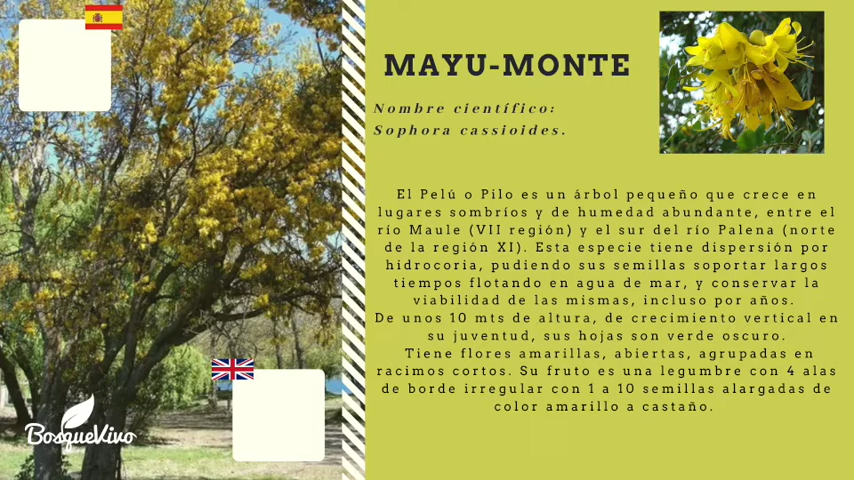 MAYU-MONTE
Nombre científico:
Sophora cassioides.
El Pelú o Pilo es un árbol pequeño que crece en
lugares sombríos y de humedad abundante, entre el
río Maule (VII región) y el sur del río Palena (norte
de la región XI). Esta especie tiene dispersión por
hidrocoria, pudiendo sus semillas soportar largos
tiempos flotando en agua de mar, y conservar la
viabilidad de las mismas, incluso por años.
De unos 10 mts de altura, de crecimiento vertical en
su juventud, sus hojas son verde oscuro.
Tiene flores amarillas, abiertas, agrupadas en
racimos cortos. Su fruto es una legumbre con 4 alas
de borde irregular con 1 a 10 semillas alargadas de
color amarillo a castaño.
BosqueVivo